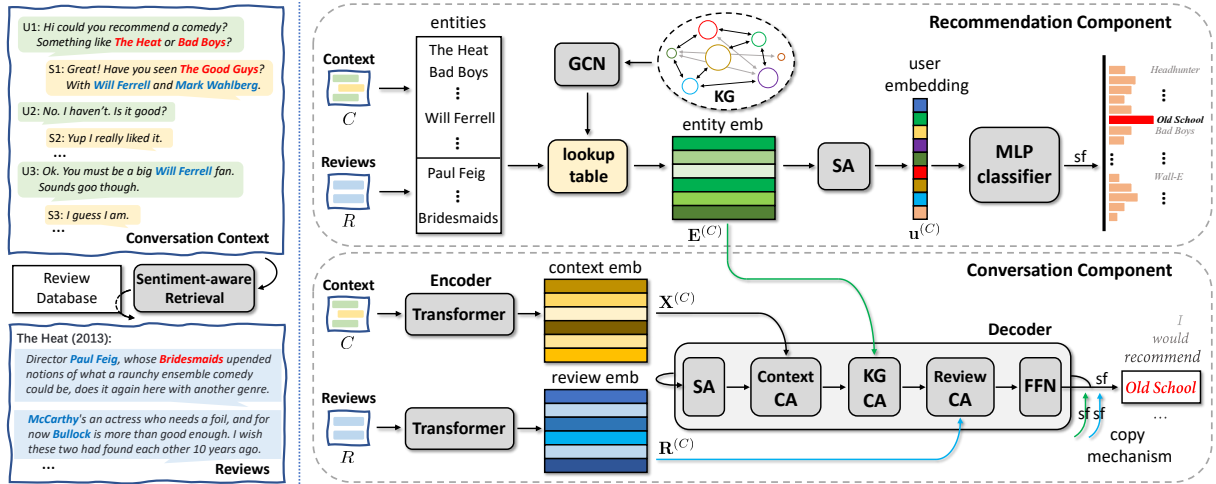 U1: Hi could you recommend a comedy?
Something like The Heat or Bad Boys?
S1: Great! Have you seen The Good Guys?
With Will Ferrell and Mark Wahlberg.
U2: No. I haven't. Is it good?
S2: Yup I really liked it.
...
U3: Ok. You must be a big Will Ferrell fan.
Sounds goo though.
S3: I guess I am.
...
Conversation Context
Review
Database
Sentiment-aware
Retrieval
The Heat (2013):
Director Paul Feig, whose Bridesmaids upended
notions of what a raunchy ensemble comedy
could be, does it again here with another genre.
McCarthy's an actress who needs a foil, and for
now Bullock is more than good enough. I wish
these two had found each other 10 years ago.
...
Reviews
Recommendation Component
entities
Context
C
Reviews
R
The Heat
Bad Boys
⋮
Will Ferrell
⋮
Paul Feig
⋮
Bridesmaids
GCN
KG
lookup
table
entity emb
E(C)
SA
user
embedding
u(C)
MLP
classifier
sf
Headhunter
⋮
Old School
Bad Boys
⋮
⋮
Wall-E
⋮
Conversation Component
Context
C
Reviews
R
Encoder
Transformer
Transformer
context emb
X(C)
review emb
R(C)
Decoder
SA
Context
CA
KG
CA
Review
CA
FFN
sf
sf
sf
copy
mechanism
I
would
recommend
Old School
...